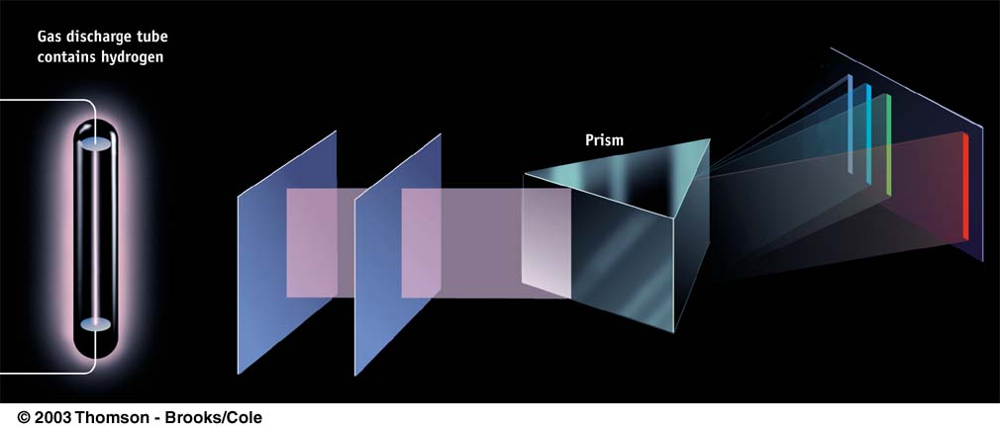 Gas discharge tube
contains hydrogen
Prism
© 2003 Thomson - Brooks/Cole